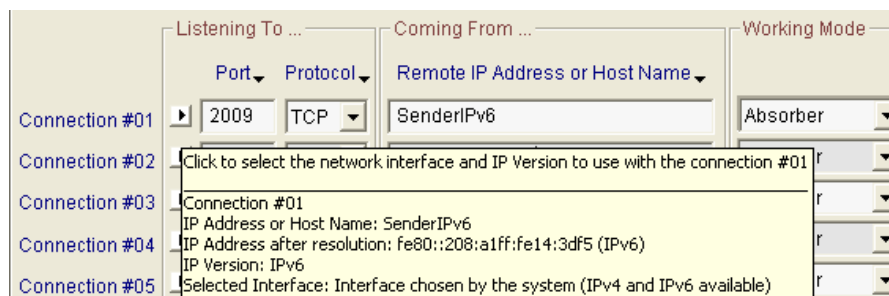 Listening To ... Coming From ... Working Mode
Port Protocol Remote IP Address or Host Name
Connection #01 2009 TCP SenderIPv6 Absorber
Connection #02 Click to select the network interface and IP Version to use with the connection #01 r
Connection #03 Connection #01 r
IP Address or Host Name: SenderIPv6
Connection #04 IP Address after resolution: fe80::208:a1ff:fe14:3df5 (IPv6) r
IP Version: IPv6
Connection #05 Selected Interface: Interface chosen by the system (IPv4 and IPv6 available) r